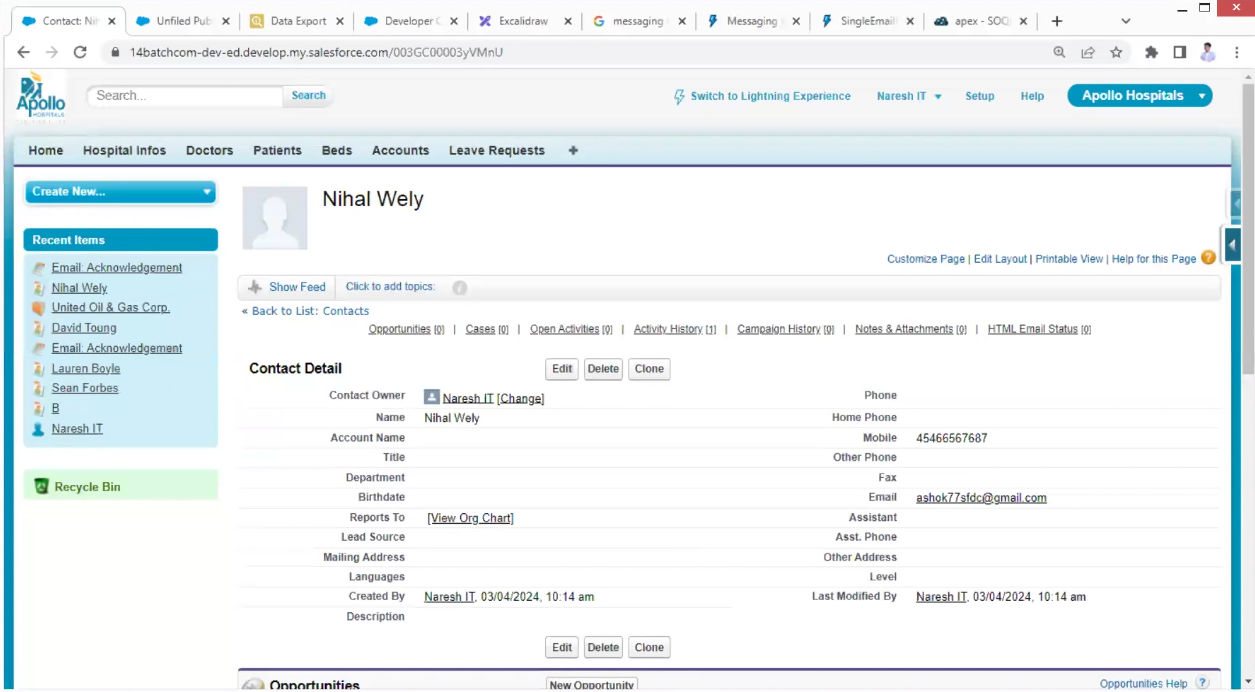 Contact: Ni
Unfiled Pub
Data Export
Developer C
Excalidraw
messaging
Messaging
SingleEmail
apex - SOQ
14batchcom-dev-ed.develop.my.salesforce.com/003GC00003yVMnU
Apollo
HOSPITALS
Search...
Search
Switch to Lightning Experience
Naresh IT
Setup
Help
Apollo Hospitals
Home Hospital Infos Doctors Patients Beds Accounts Leave Requests +
Create New...
Nihal Wely
Recent Items
Email: Acknowledgement
Nihal Wely
United Oil & Gas Corp.
David Toung
Email: Acknowledgement
Lauren Boyle
Sean Forbes
B
Naresh IT
Recycle Bin
Customize Page | Edit Layout | Printable View | Help for this Page ?
Show Feed
Click to add topics: i
« Back to List: Contacts
Opportunities [0] | Cases [0] | Open Activities [0] | Activity History [1] | Campaign History [0] | Notes & Attachments [0] | HTML Email Status [0]
Contact Detail
Edit Delete Clone
Contact Owner Naresh IT [Change] Phone
Name Nihal Wely Home Phone
Account Name Mobile 45466567687
Title Other Phone
Department Fax
Birthdate Email ashok77sfdc@gmail.com
Reports To [View Org Chart] Assistant
Lead Source Asst. Phone
Mailing Address Other Address
Languages Level
Created By Naresh IT, 03/04/2024, 10:14 am Last Modified By Naresh IT, 03/04/2024, 10:14 am
Description
Edit Delete Clone
Opportunities New Opportunity Opportunities Help ?